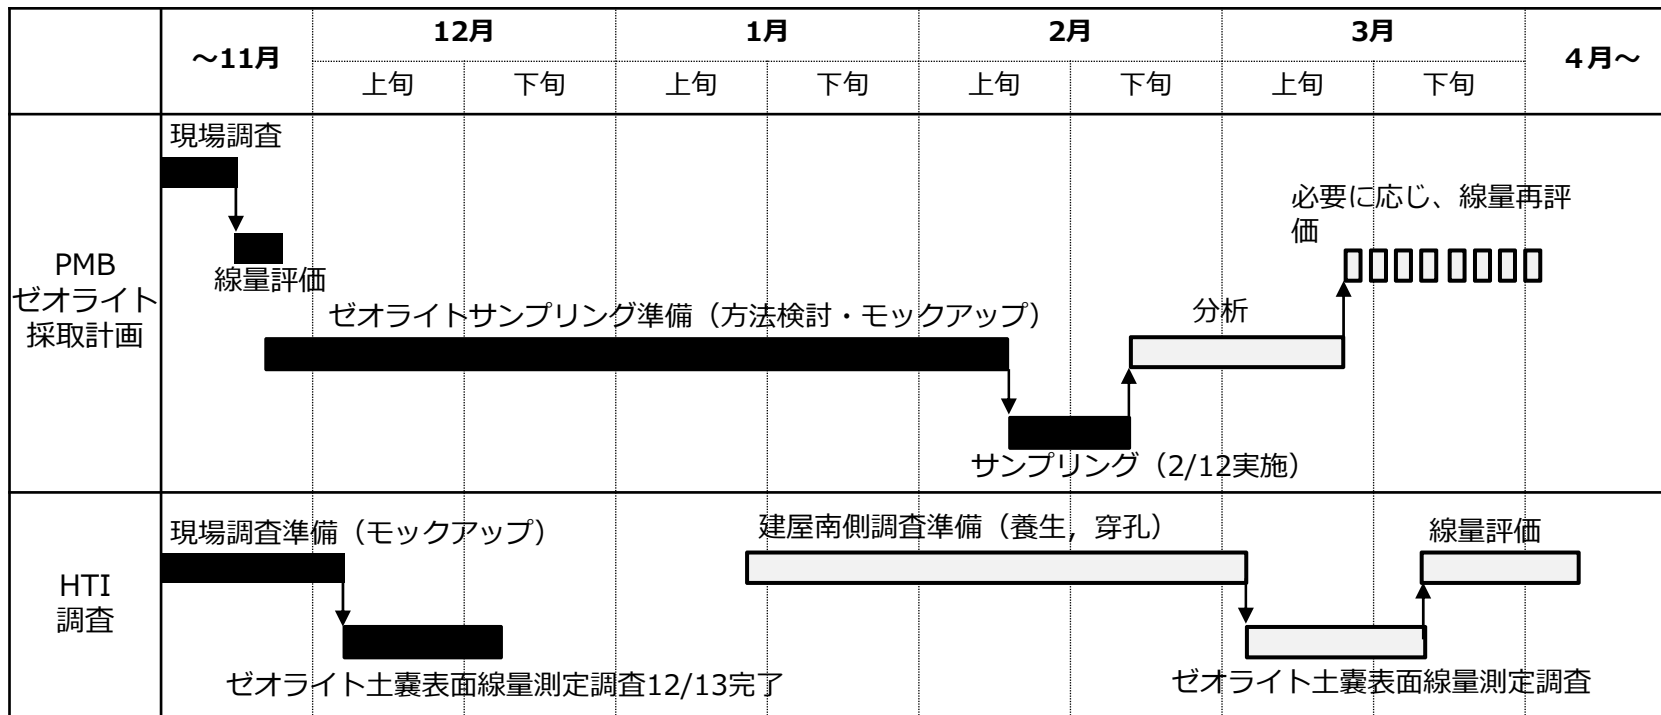 ～11月
12月
1月
2月
3月
４月～
上旬
下旬
上旬
下旬
上旬
下旬
上旬
下旬
PMB
ゼオライト
採取計画
現場調査
線量評価
ゼオライトサンプリング準備（方法検討・モックアップ）
サンプリング（2/12実施）
分析
必要に応じ、線量再評
価
HTI
調査
現場調査準備（モックアップ）
ゼオライト土嚢表面線量測定調査12/13完了
建屋南側調査準備（養生，穿孔）
ゼオライト土嚢表面線量測定調査
線量評価